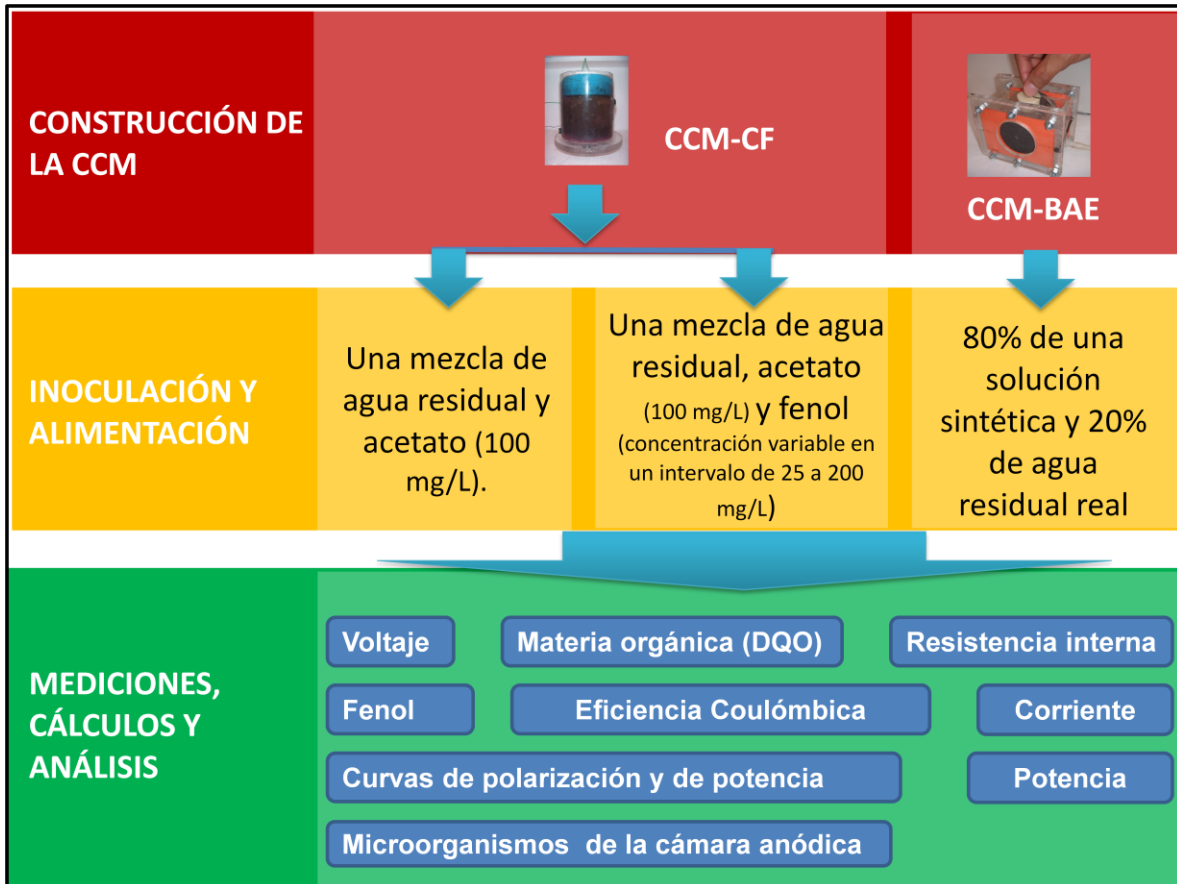 CONSTRUCCIÓN DE
LA CCM
CCM-CF
CCM-BAE
INOCULACIÓN Y
ALIMENTACIÓN
Una mezcla de
agua residual y
acetato (100
mg/L).
Una mezcla de agua
residual, acetato
(100 mg/L) y fenol
(concentración variable en
un intervalo de 25 a 200
mg/L)
80% de una
solución
sintética y 20%
de agua
residual real
MEDICIONES,
CÁLCULOS Y
ANÁLISIS
Voltaje
Materia orgánica (DQO)
Resistencia interna
Fenol
Eficiencia Coulómbica
Corriente
Curvas de polarización y de potencia
Potencia
Microorganismos de la cámara anódica